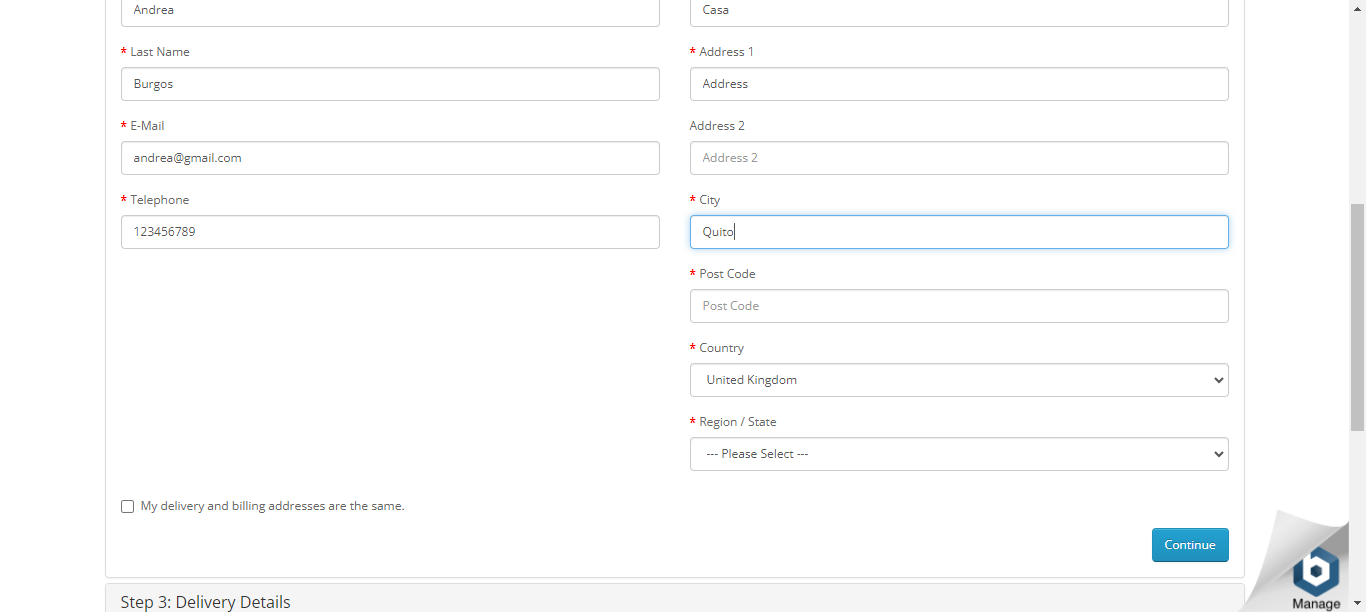 Andrea
Casa
* Last Name
* Address 1
Burgos
Address
* E-Mail
Address 2
andrea@gmail.com
Address 2
* Telephone
* City
123456789
Quito
* Post Code
Post Code
* Country
United Kingdom
* Region / State
--- Please Select ---
My delivery and billing addresses are the same.
Continue
Step 3: Delivery Details
b
Manage